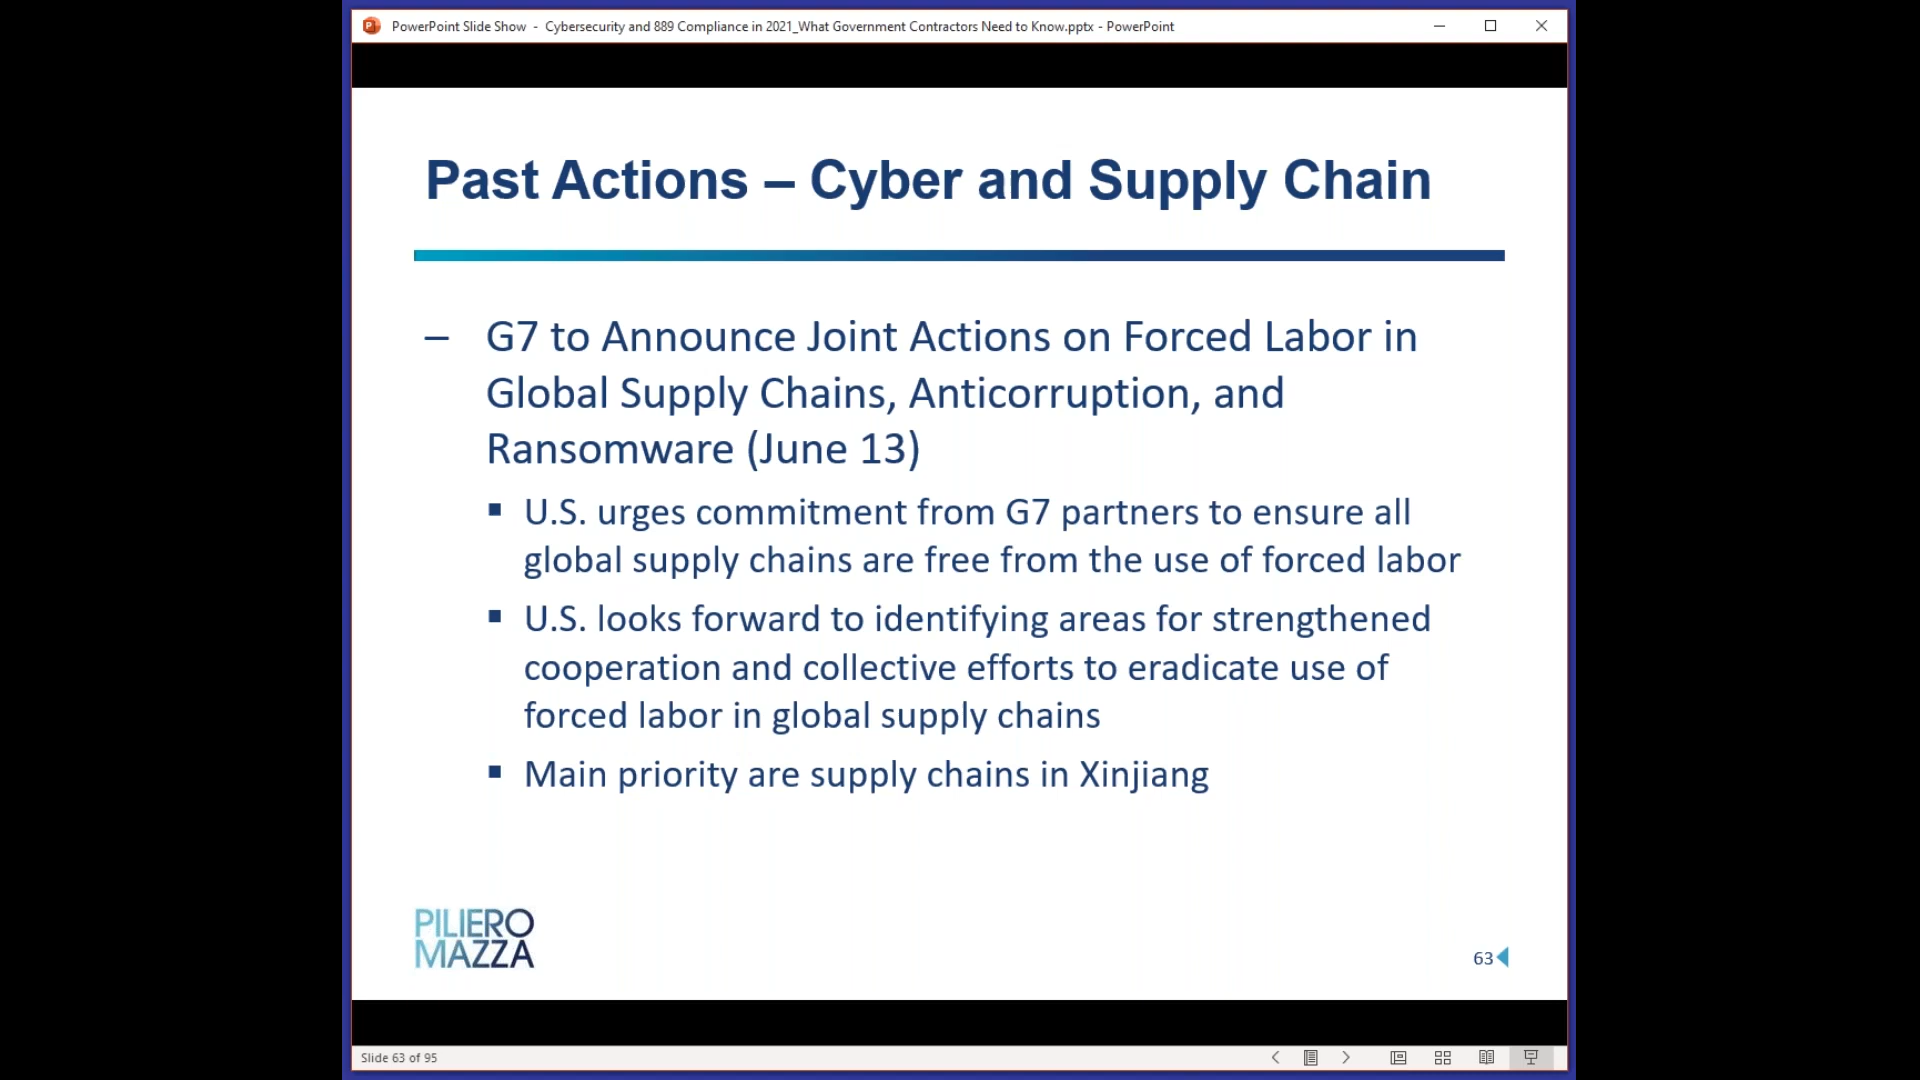 PowerPoint Slide Show - Cybersecurity and 889 Compliance in 2021_What Government Contractors Need to Know.pptx - PowerPoint
Past Actions – Cyber and Supply Chain
– G7 to Announce Joint Actions on Forced Labor in
Global Supply Chains, Anticorruption, and
Ransomware (June 13)
▪ U.S. urges commitment from G7 partners to ensure all
global supply chains are free from the use of forced labor
▪ U.S. looks forward to identifying areas for strengthened
cooperation and collective efforts to eradicate use of
forced labor in global supply chains
▪ Main priority are supply chains in Xinjiang
PILIERO
MAZZA
63
Slide 63 of 95